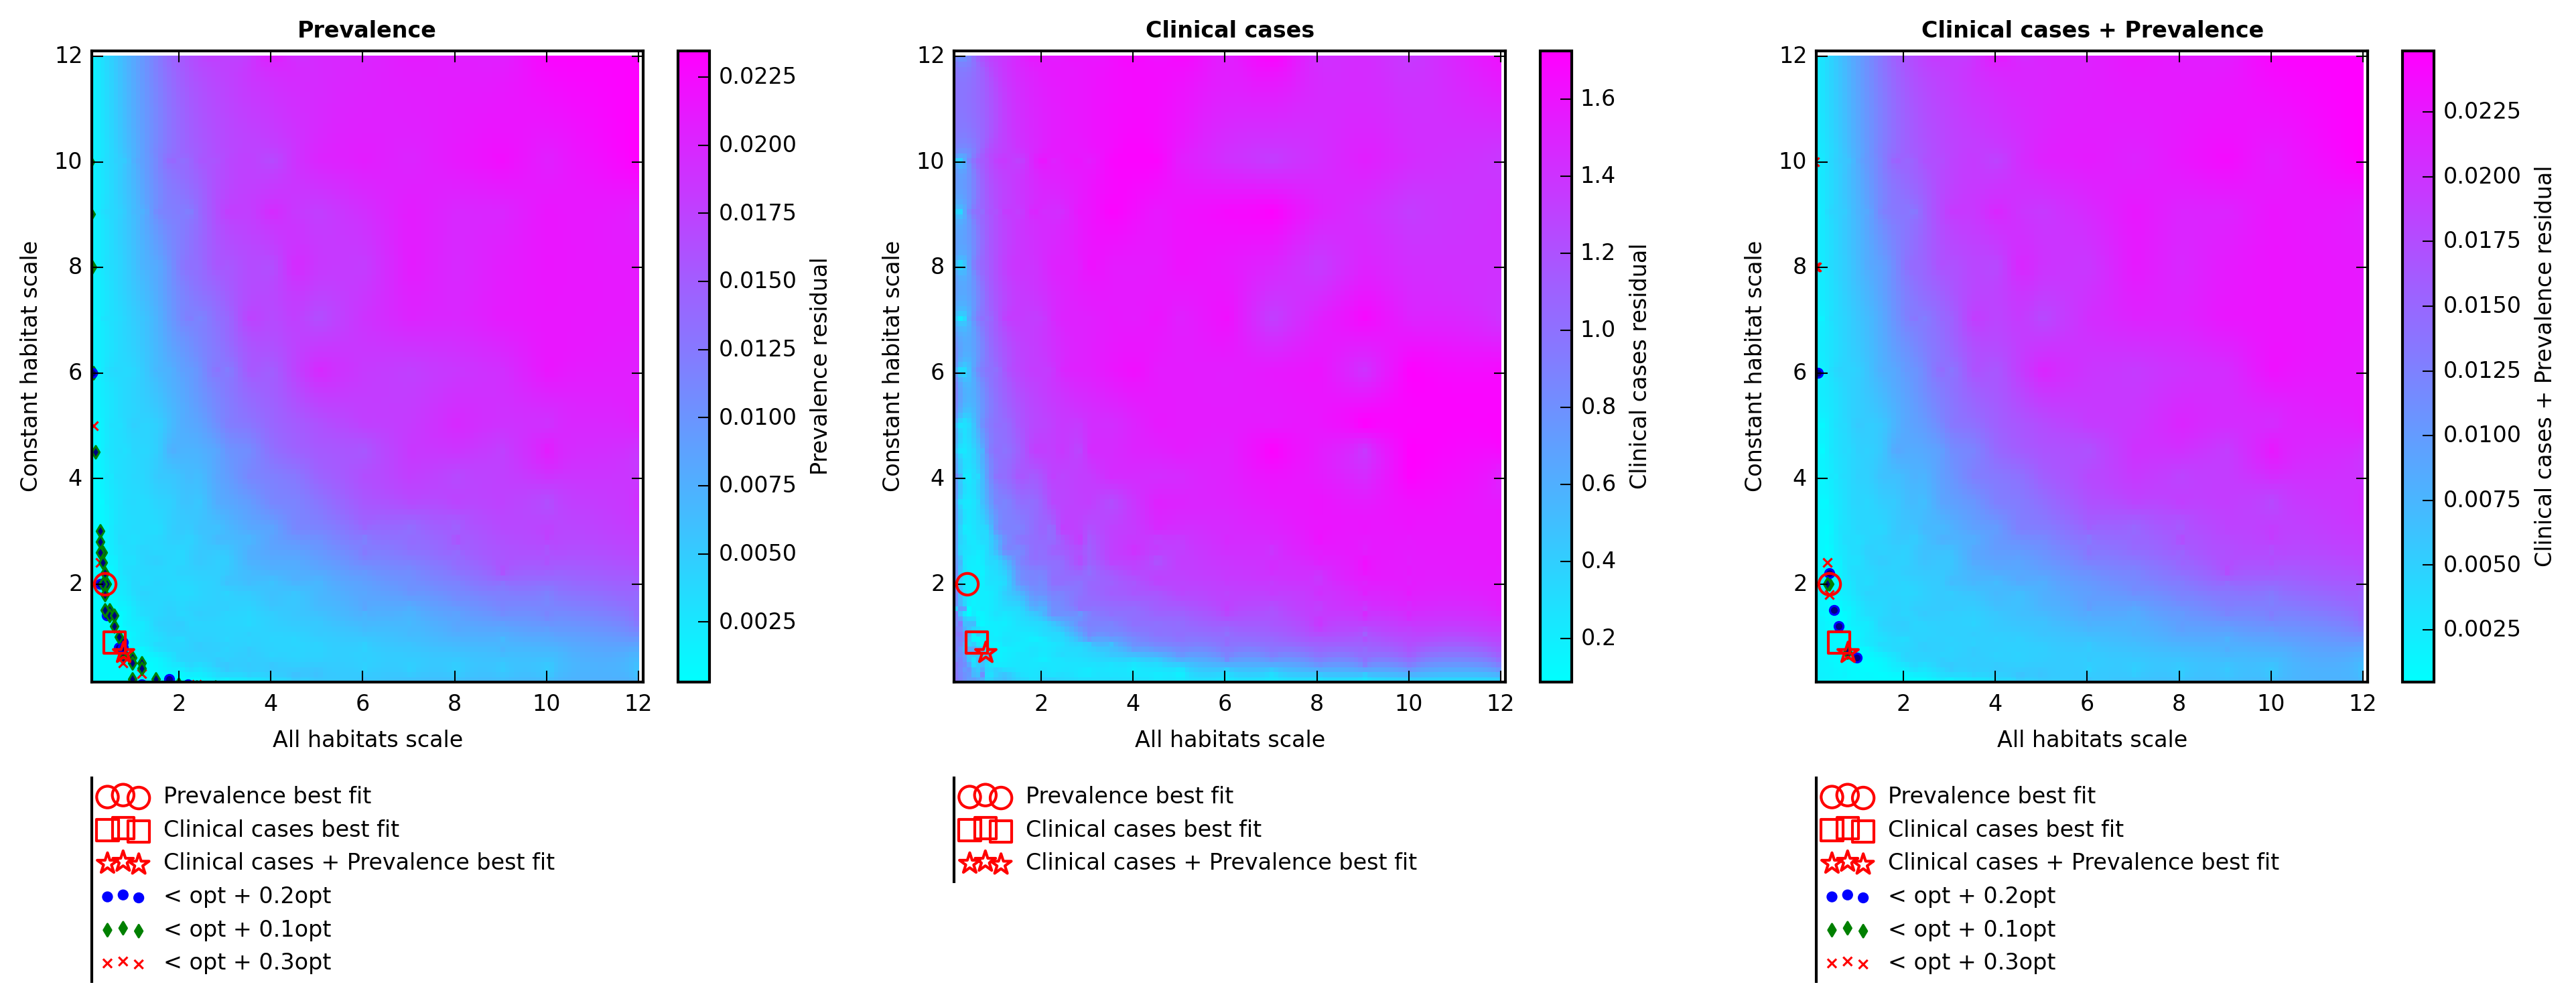 Prevalence
12
10
8
6
4
2
2 4 6 8 10 12
Constant habitat scale
All habitats scale
0.0225
0.0200
0.0175
0.0150
0.0125
0.0100
0.0075
0.0050
0.0025
Prevalence residual
Prevalence best fit
Clinical cases best fit
Clinical cases + Prevalence best fit
< opt + 0.2opt
< opt + 0.1opt
< opt + 0.3opt
Clinical cases
12
10
8
6
4
2
2 4 6 8 10 12
Constant habitat scale
All habitats scale
1.6
1.4
1.2
1.0
0.8
0.6
0.4
0.2
Clinical cases residual
Prevalence best fit
Clinical cases best fit
Clinical cases + Prevalence best fit
Clinical cases + Prevalence
12
10
8
6
4
2
2 4 6 8 10 12
Constant habitat scale
All habitats scale
0.0225
0.0200
0.0175
0.0150
0.0125
0.0100
0.0075
0.0050
0.0025
Clinical cases + Prevalence residual
Prevalence best fit
Clinical cases best fit
Clinical cases + Prevalence best fit
< opt + 0.2opt
< opt + 0.1opt
< opt + 0.3opt